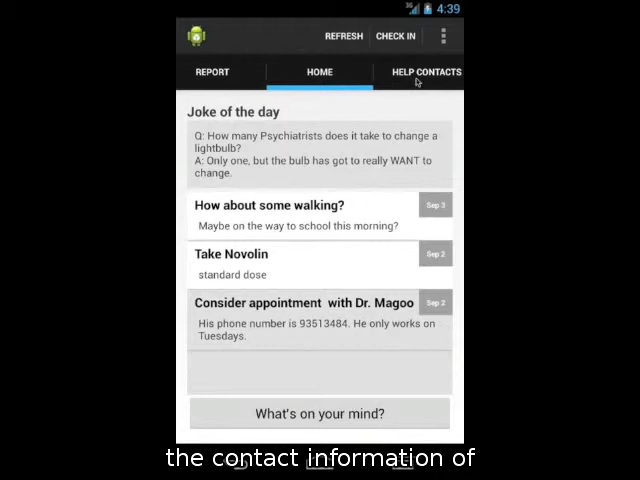 3G 4:39
REFRESH CHECK IN
REPORT HOME HELP CONTACTS
Joke of the day
Q: How many Psychiatrists does it take to change a
lightbulb?
A: Only one, but the bulb has got to really WANT to
change.
How about some walking? Sep 3
Maybe on the way to school this morning?
Take Novolin Sep 2
standard dose
Consider appointment with Dr. Magoo Sep 2
His phone number is 93513484. He only works on
Tuesdays.
What's on your mind?
the contact information of